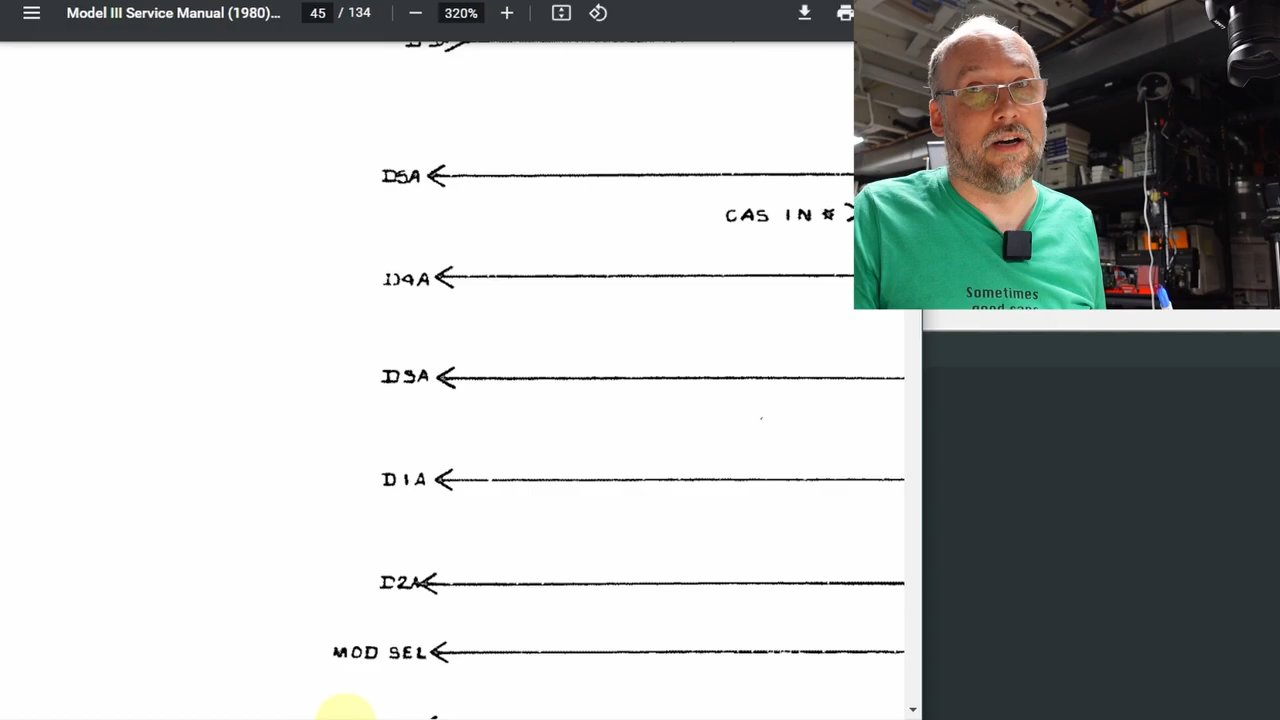 Model III Service Manual (1980)… 45 / 134 320%
D5A
CAS IN *
D4A
D3A
D1A
D2A
MOD SEL
Sometimes